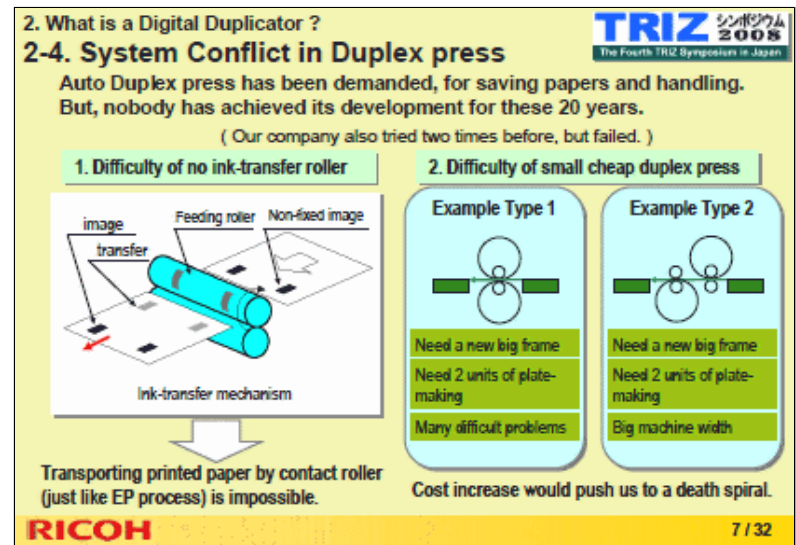 2. What is a Digital Duplicator ?
TRIZ シンポジウム
2008
The Fourth TRIZ Symposium in Japan
2-4. System Conflict in Duplex press
Auto Duplex press has been demanded, for saving papers and handling.
But, nobody has achieved its development for these 20 years.
( Our company also tried two times before, but failed. )
1. Difficulty of no ink-transfer roller
image
transfer
Feeding roller
Non-fixed image
Ink-transfer mechanism
Transporting printed paper by contact roller
(just like EP process) is impossible.
2. Difficulty of small cheap duplex press
Example Type 1
Need a new big frame
Need 2 units of plate-
making
Many difficult problems
Example Type 2
Need a new big frame
Need 2 units of plate-
making
Big machine width
Cost increase would push us to a death spiral.
RICOH
7 / 32